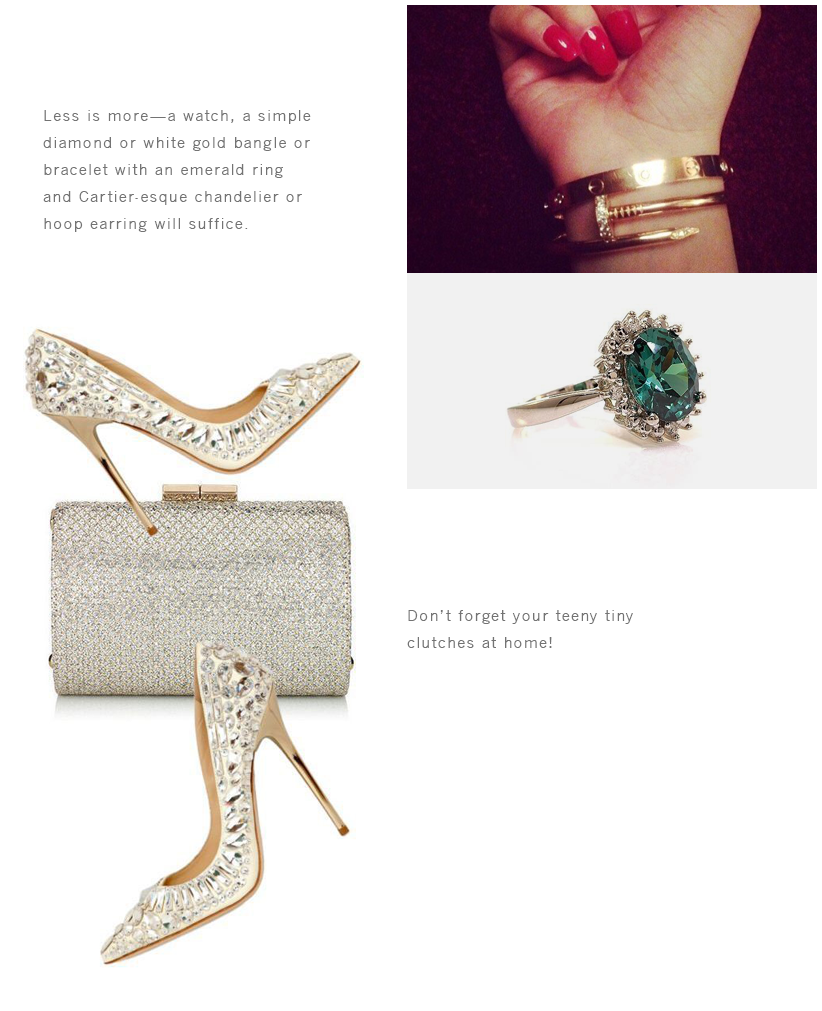 Less is more—a watch, a simple
diamond or white gold bangle or
bracelet with an emerald ring
and Cartier-esque chandelier or
hoop earring will suffice.
Don't forget your teeny tiny
clutches at home!